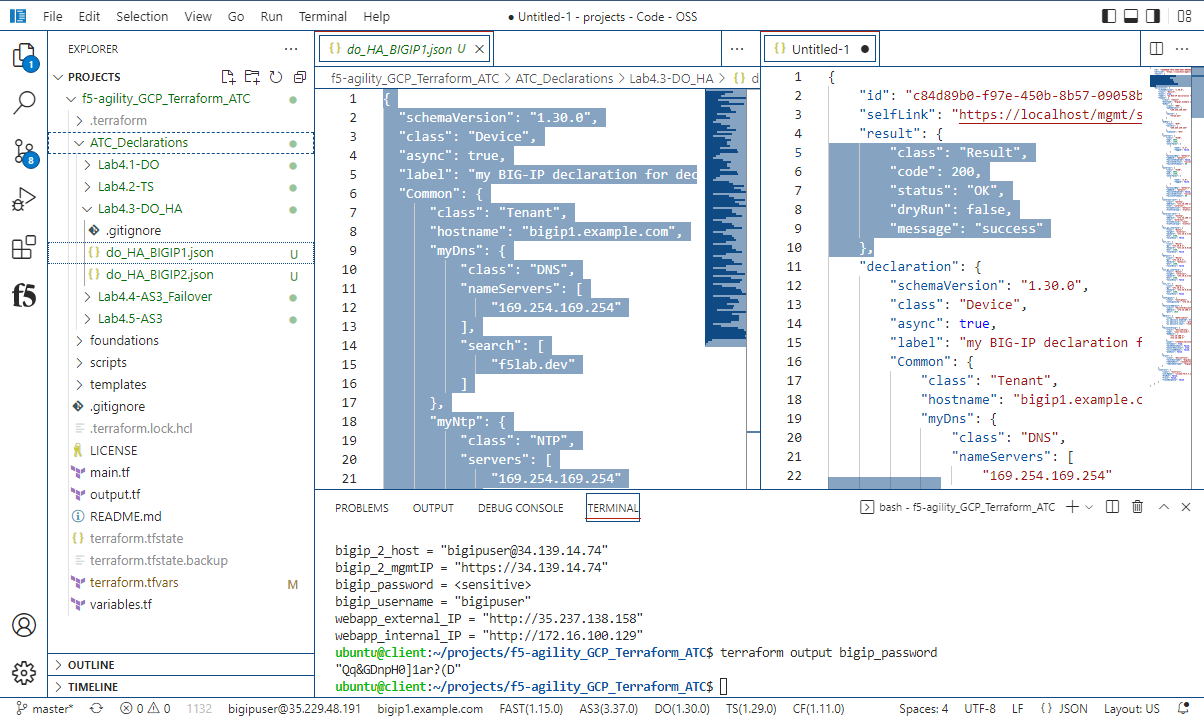 File Edit Selection View Go Run Terminal Help
● Untitled-1 - projects - Code - OSS
1
8
f5
EXPLORER
PROJECTS
f5-agility_GCP_Terraform_ATC
.terraform
ATC_Declarations
Lab4.1-DO
Lab4.2-TS
Lab4.3-DO_HA
.gitignore
do_HA_BIGIP1.json U
do_HA_BIGIP2.json U
Lab4.4-AS3_Failover
Lab4.5-AS3
foundations
scripts
templates
.gitignore
.terraform.lock.hcl
LICENSE
main.tf
output.tf
README.md
terraform.tfstate
terraform.tfstate.backup
terraform.tfvars M
variables.tf
OUTLINE
TIMELINE
{} do_HA_BIGIP1.json U
f5-agility_GCP_Terraform_ATC > ATC_Declarations > Lab4.3-DO_HA > {} d
1 {
2 "schemaVersion": "1.30.0",
3 "class": "Device",
4 "async": true,
5 "label": "my BIG-IP declaration for dec
6 "Common": {
7 "class": "Tenant",
8 "hostname": "bigip1.example.com",
9 "myDns": {
10 "class": "DNS",
11 "nameServers": [
12 "169.254.169.254"
13 ],
14 "search": [
15 "f5lab.dev"
16 ]
17 },
18 "myNtp": {
19 "class": "NTP",
20 "servers": [
21 "169.254.169.254"
{} Untitled-1 ●
1 {
2 "id": "c84d89b0-f97e-450b-8b57-09058b
3 "selfLink": "https://localhost/mgmt/s
4 "result": {
5 "class": "Result",
6 "code": 200,
7 "status": "OK",
8 "dryRun": false,
9 "message": "success"
10 },
11 "declaration": {
12 "schemaVersion": "1.30.0",
13 "class": "Device",
14 "async": true,
15 "label": "my BIG-IP declaration f
16 "Common": {
17 "class": "Tenant",
18 "hostname": "bigip1.example.c
19 "myDns": {
20 "class": "DNS",
21 "nameServers": [
22 "169.254.169.254"
PROBLEMS OUTPUT DEBUG CONSOLE TERMINAL
bash - f5-agility_GCP_Terraform_ATC
bigip_2_host = "bigipuser@34.139.14.74"
bigip_2_mgmtIP = "https://34.139.14.74"
bigip_password = <sensitive>
bigip_username = "bigipuser"
webapp_external_IP = "http://35.237.138.158"
webapp_internal_IP = "http://172.16.100.129"
ubuntu@client:~/projects/f5-agility_GCP_Terraform_ATC$ terraform output bigip_password
"Qq&GDnpH0]1ar?(D"
ubuntu@client:~/projects/f5-agility_GCP_Terraform_ATC$
master* 0 0 1132 bigipuser@35.229.48.191 bigip1.example.com FAST(1.15.0) AS3(3.37.0) DO(1.30.0) TS(1.29.0) CF(1.11.0) Spaces: 4 UTF-8 LF {} JSON Layout: US